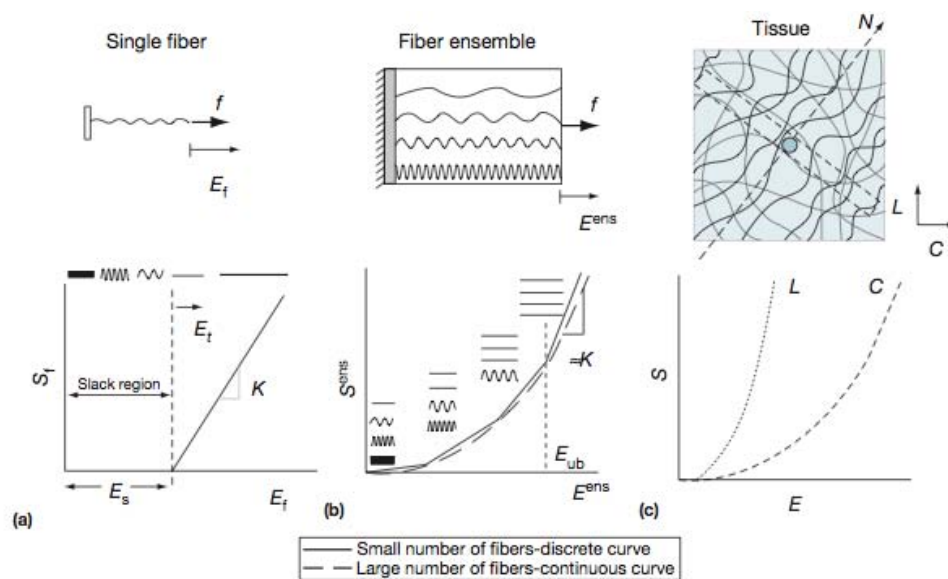 Single fiber
Fiber ensemble
Tissue
N
f
E_f
f
E^ens
L
C
S_f
Slack region
E_t
K
E_s
E_f
(a)
S^ens
≈K
E_ub
E^ens
(b)
L
C
S
E
(c)
Small number of fibers-discrete curve
Large number of fibers-continuous curve